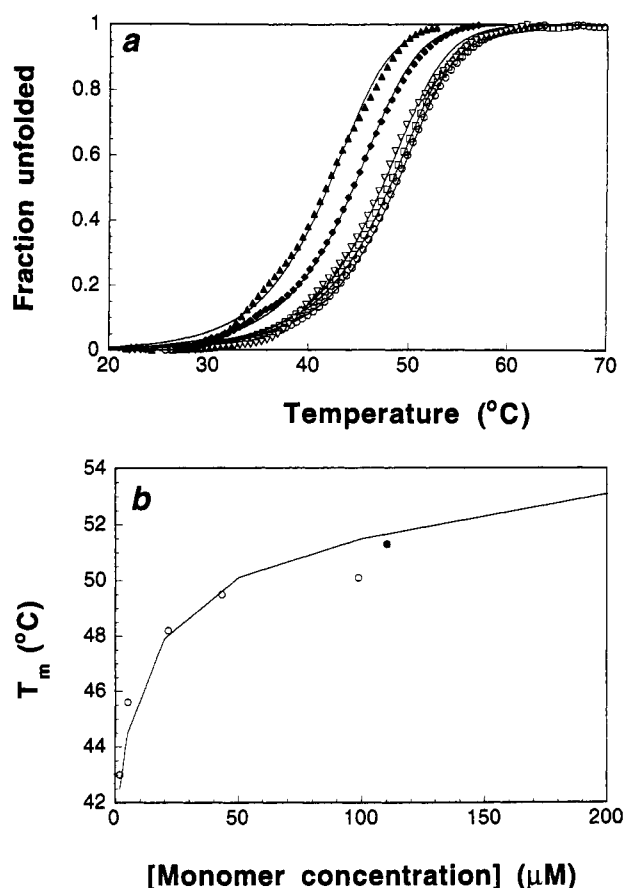 a
1
0.8
0.6
0.4
0.2
0
Fraction unfolded
20 30 40 50 60 70
Temperature (°C)
b
54
52
50
48
46
44
42
Tm (°C)
0 50 100 150 200
[Monomer concentration] (μM)